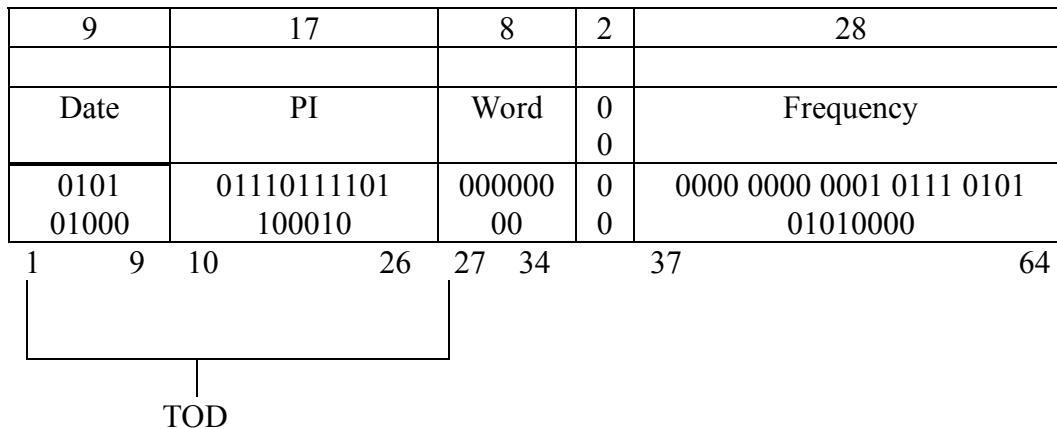 9 17 8 2 28
Date PI Word 0 Frequency
0
0101 01110111101 000000 0 0000 0000 0001 0111 0101
01000 100010 00 0 01010000
1 9 10 26 27 34 37 64
TOD